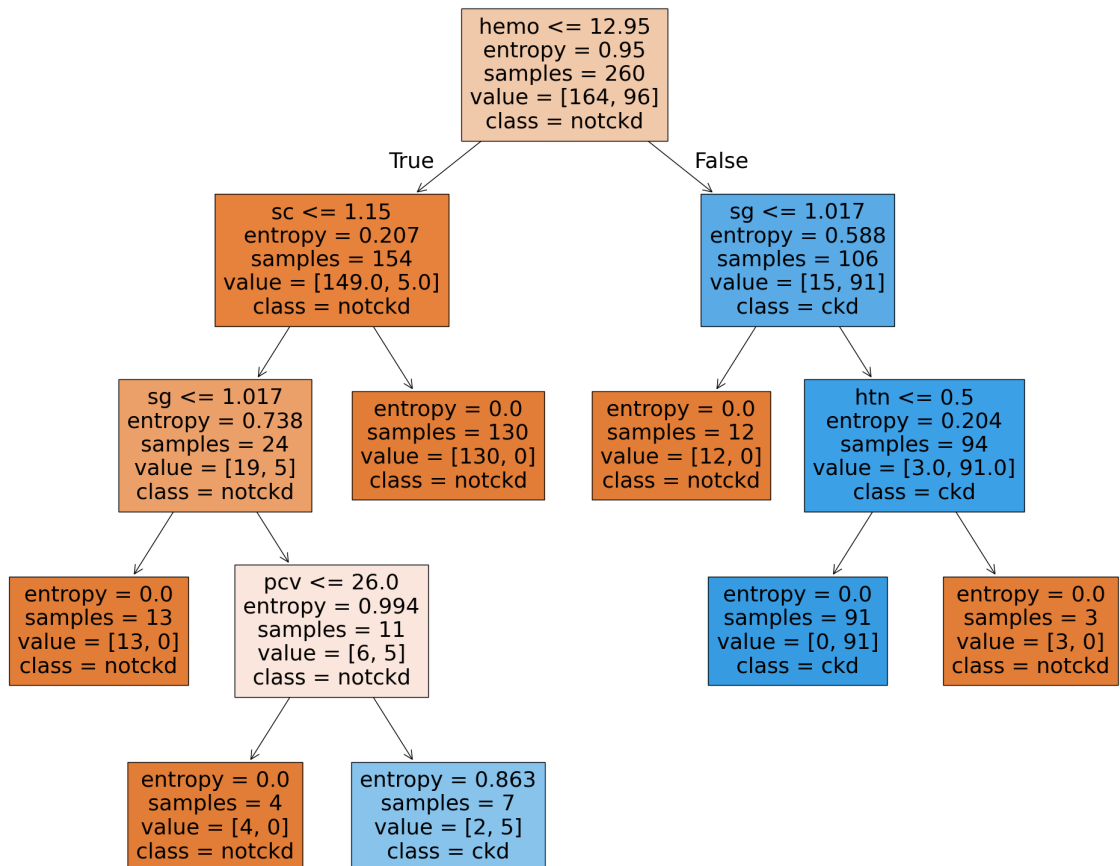 hemo <= 12.95
entropy = 0.95
samples = 260
value = [164, 96]
class = notckd
True
False
sc <= 1.15
entropy = 0.207
samples = 154
value = [149.0, 5.0]
class = notckd
sg <= 1.017
entropy = 0.588
samples = 106
value = [15, 91]
class = ckd
sg <= 1.017
entropy = 0.738
samples = 24
value = [19, 5]
class = notckd
entropy = 0.0
samples = 130
value = [130, 0]
class = notckd
entropy = 0.0
samples = 12
value = [12, 0]
class = notckd
htn <= 0.5
entropy = 0.204
samples = 94
value = [3.0, 91.0]
class = ckd
entropy = 0.0
samples = 13
value = [13, 0]
class = notckd
pcv <= 26.0
entropy = 0.994
samples = 11
value = [6, 5]
class = notckd
entropy = 0.0
samples = 91
value = [0, 91]
class = ckd
entropy = 0.0
samples = 3
value = [3, 0]
class = notckd
entropy = 0.0
samples = 4
value = [4, 0]
class = notckd
entropy = 0.863
samples = 7
value = [2, 5]
class = ckd